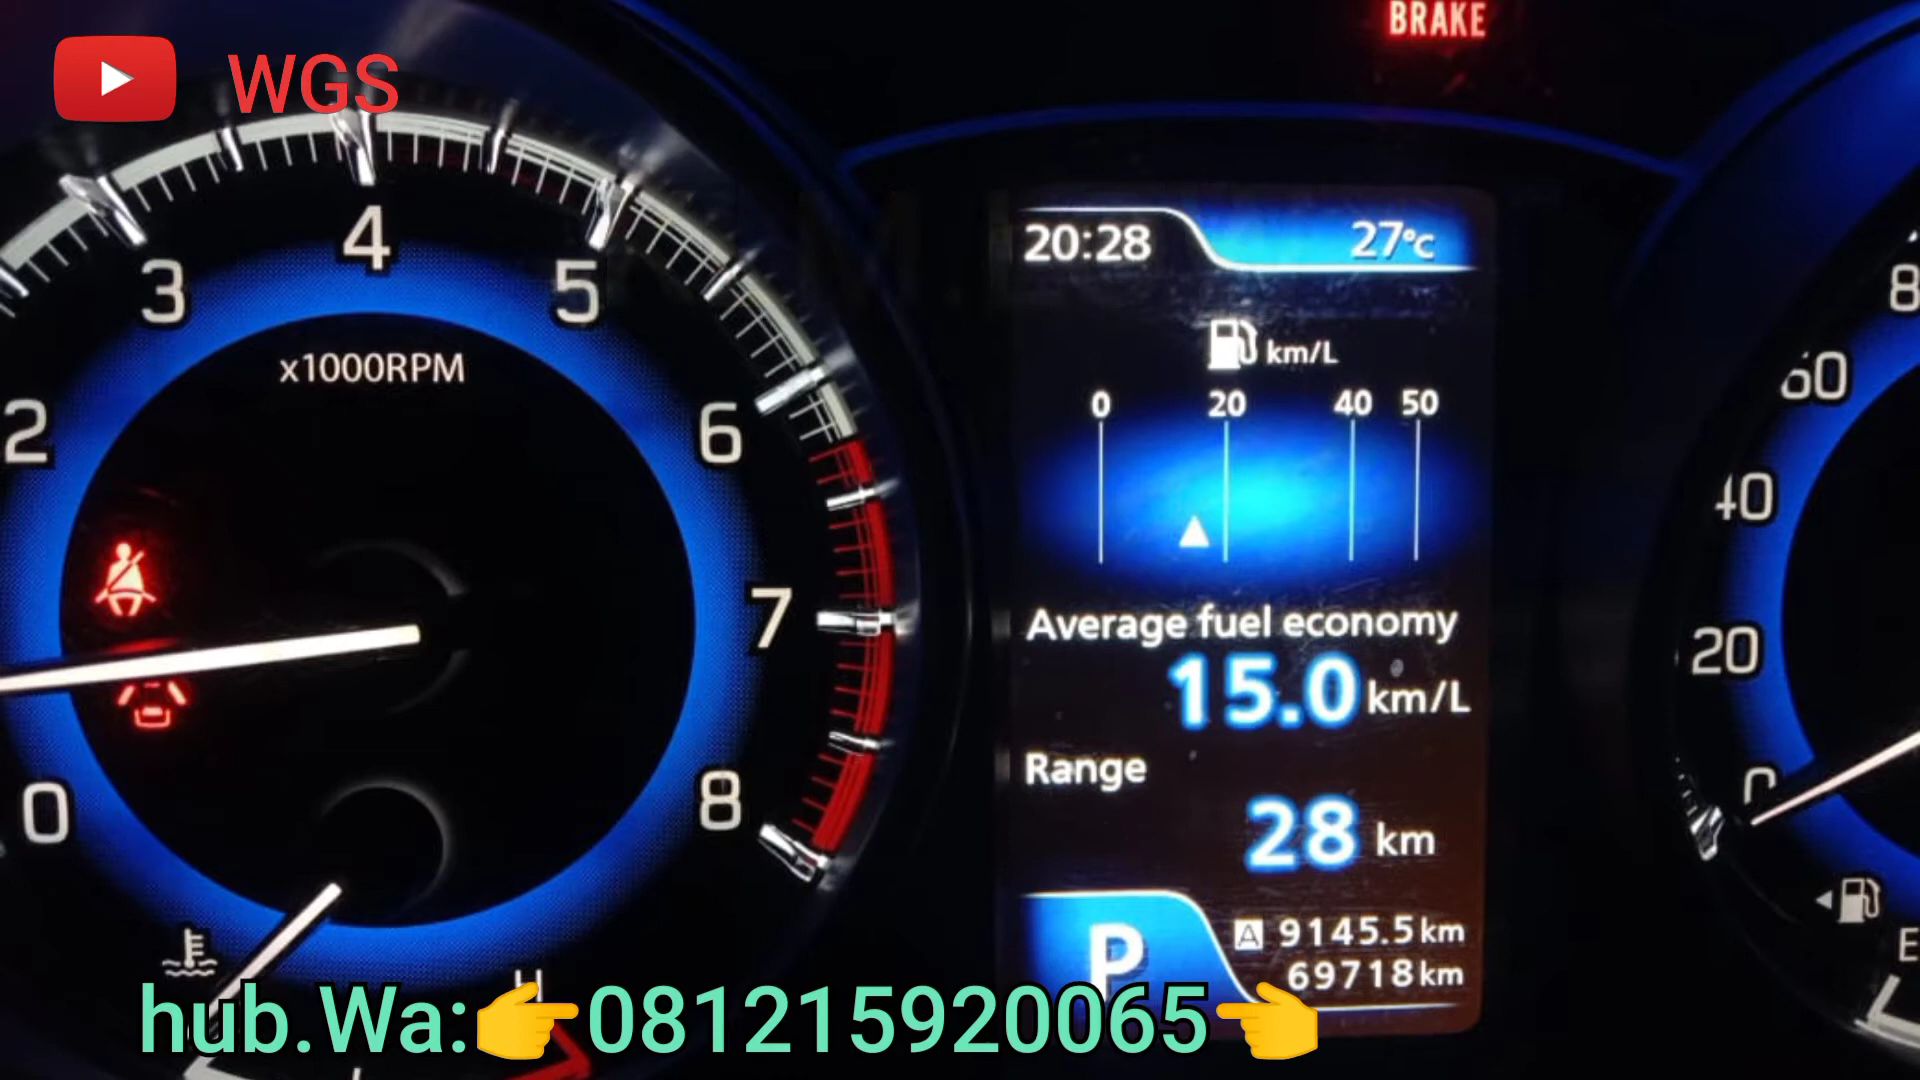 WGS
BRAKE
2
3
4
5
6
7
8
0
x1000RPM
H
20:28
27°C
km/L
0 20 40 50
Average fuel economy
15.0 km/L
Range
28 km
P
A 9145.5 km
69718 km
60
40
20
0
E
hub.Wa:👉081215920065👈